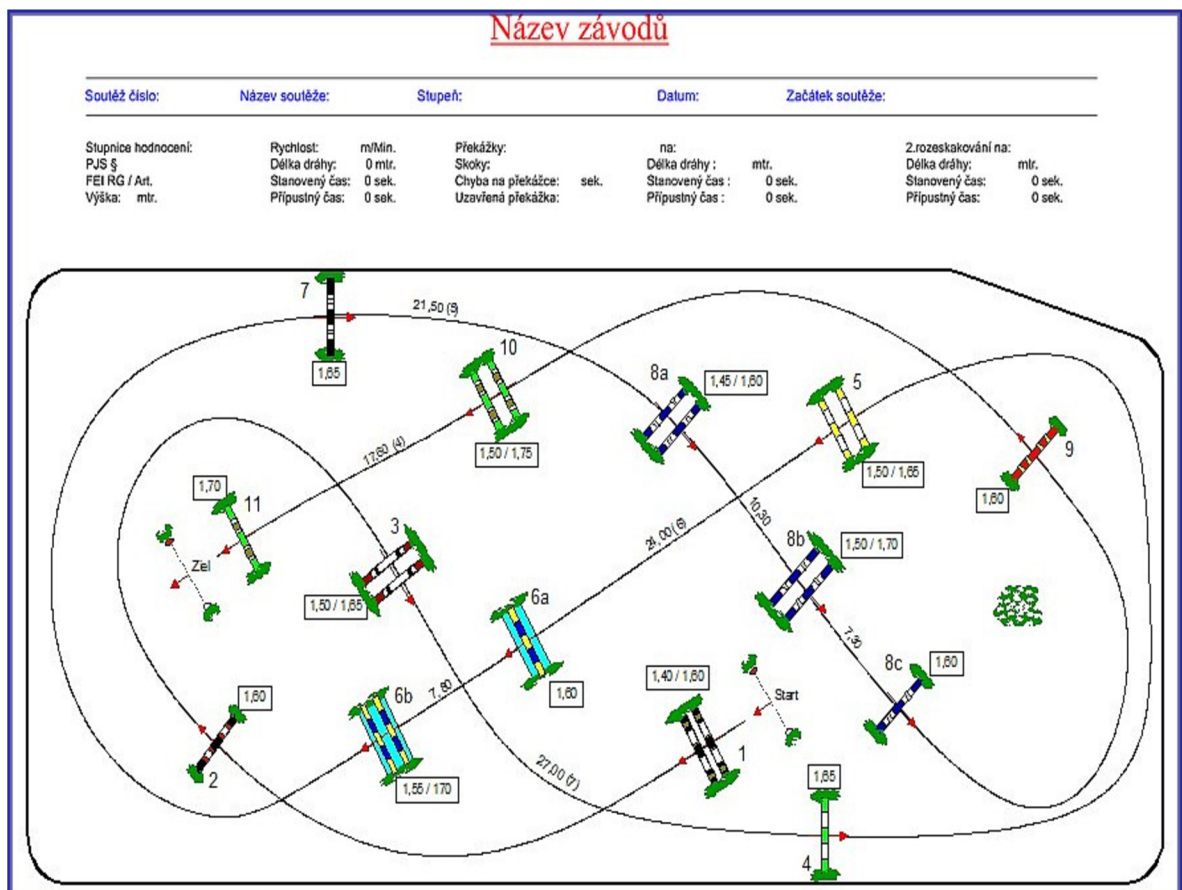 Název závodů
Soutěž číslo: Název soutěže: Stupeň: Datum: Začátek soutěže:
Stupnice hodnocení: Rychlost: m/Min. Překážky: na: 2.rozeskakování na:
PJS § Délka dráhy: 0 mtr. Skoky: Délka dráhy : mtr. Délka dráhy: mtr.
FEI RG / Art. Stanovený čas: 0 sek. Chyba na překážce: sek. Stanovený čas : 0 sek. Stanovený čas: 0 sek.
Výška: mtr. Přípustný čas: 0 sek. Uzavřená překážka: Přípustný čas : 0 sek. Přípustný čas: 0 sek.
7
21,50 (5)
1,65
10
8a
1,45 / 1,60
5
17,60 (4)
1,50 / 1,75
1,50 / 1,65
9
1,60
1,70
11
10,30
3
24,00 (6)
8b
1,50 / 1,70
Ziel
1,50 / 1,65
6a
7,30
8c
1,60
1,60
1,40 / 1,60
Start
7,80
6b
1,60
2
1
27,00 (7)
1,55 / 170
1,65
4